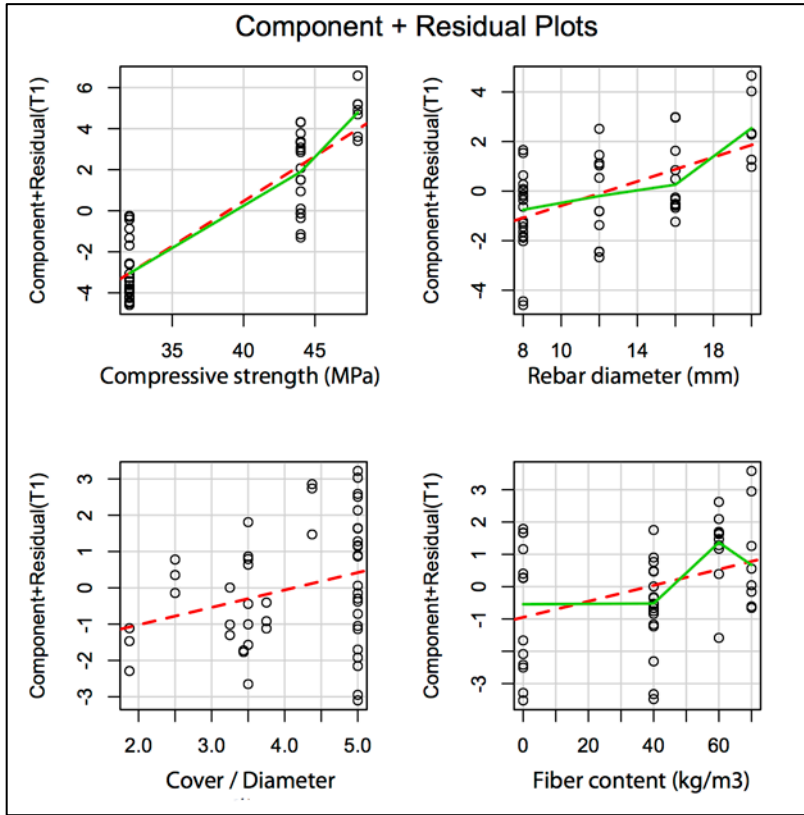 Component + Residual Plots
Component+Residual(T1)
6
4
2
0
-2
-4
35 40 45
Compressive strength (MPa)
Component+Residual(T1)
4
2
0
-2
-4
8 10 14 18
Rebar diameter (mm)
Component+Residual(T1)
3
2
1
0
-1
-2
-3
2.0 3.0 4.0 5.0
Cover / Diameter
Component+Residual(T1)
3
2
1
0
-1
-3
0 20 40 60
Fiber content (kg/m3)